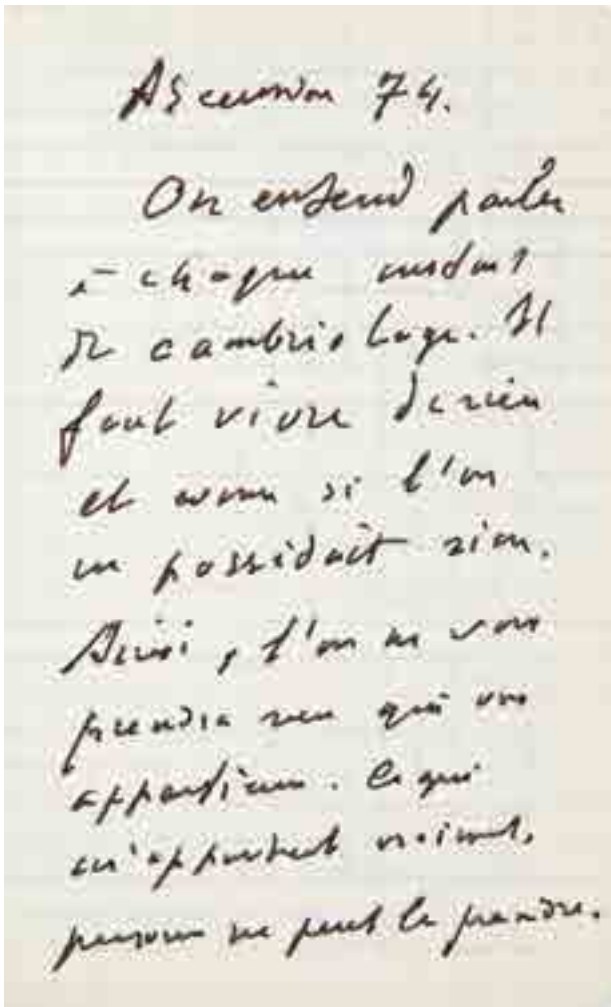 Ascension 74.
On entend parler
à chaque instant
de cambriolage. Il
faut vivre de rien
et comme si l'on
ne possédait rien.
Ainsi, l'on ne vous
prendra rien qui vous
appartienne. Ce qui
m'appartient vraiment,
personne ne peut le prendre.